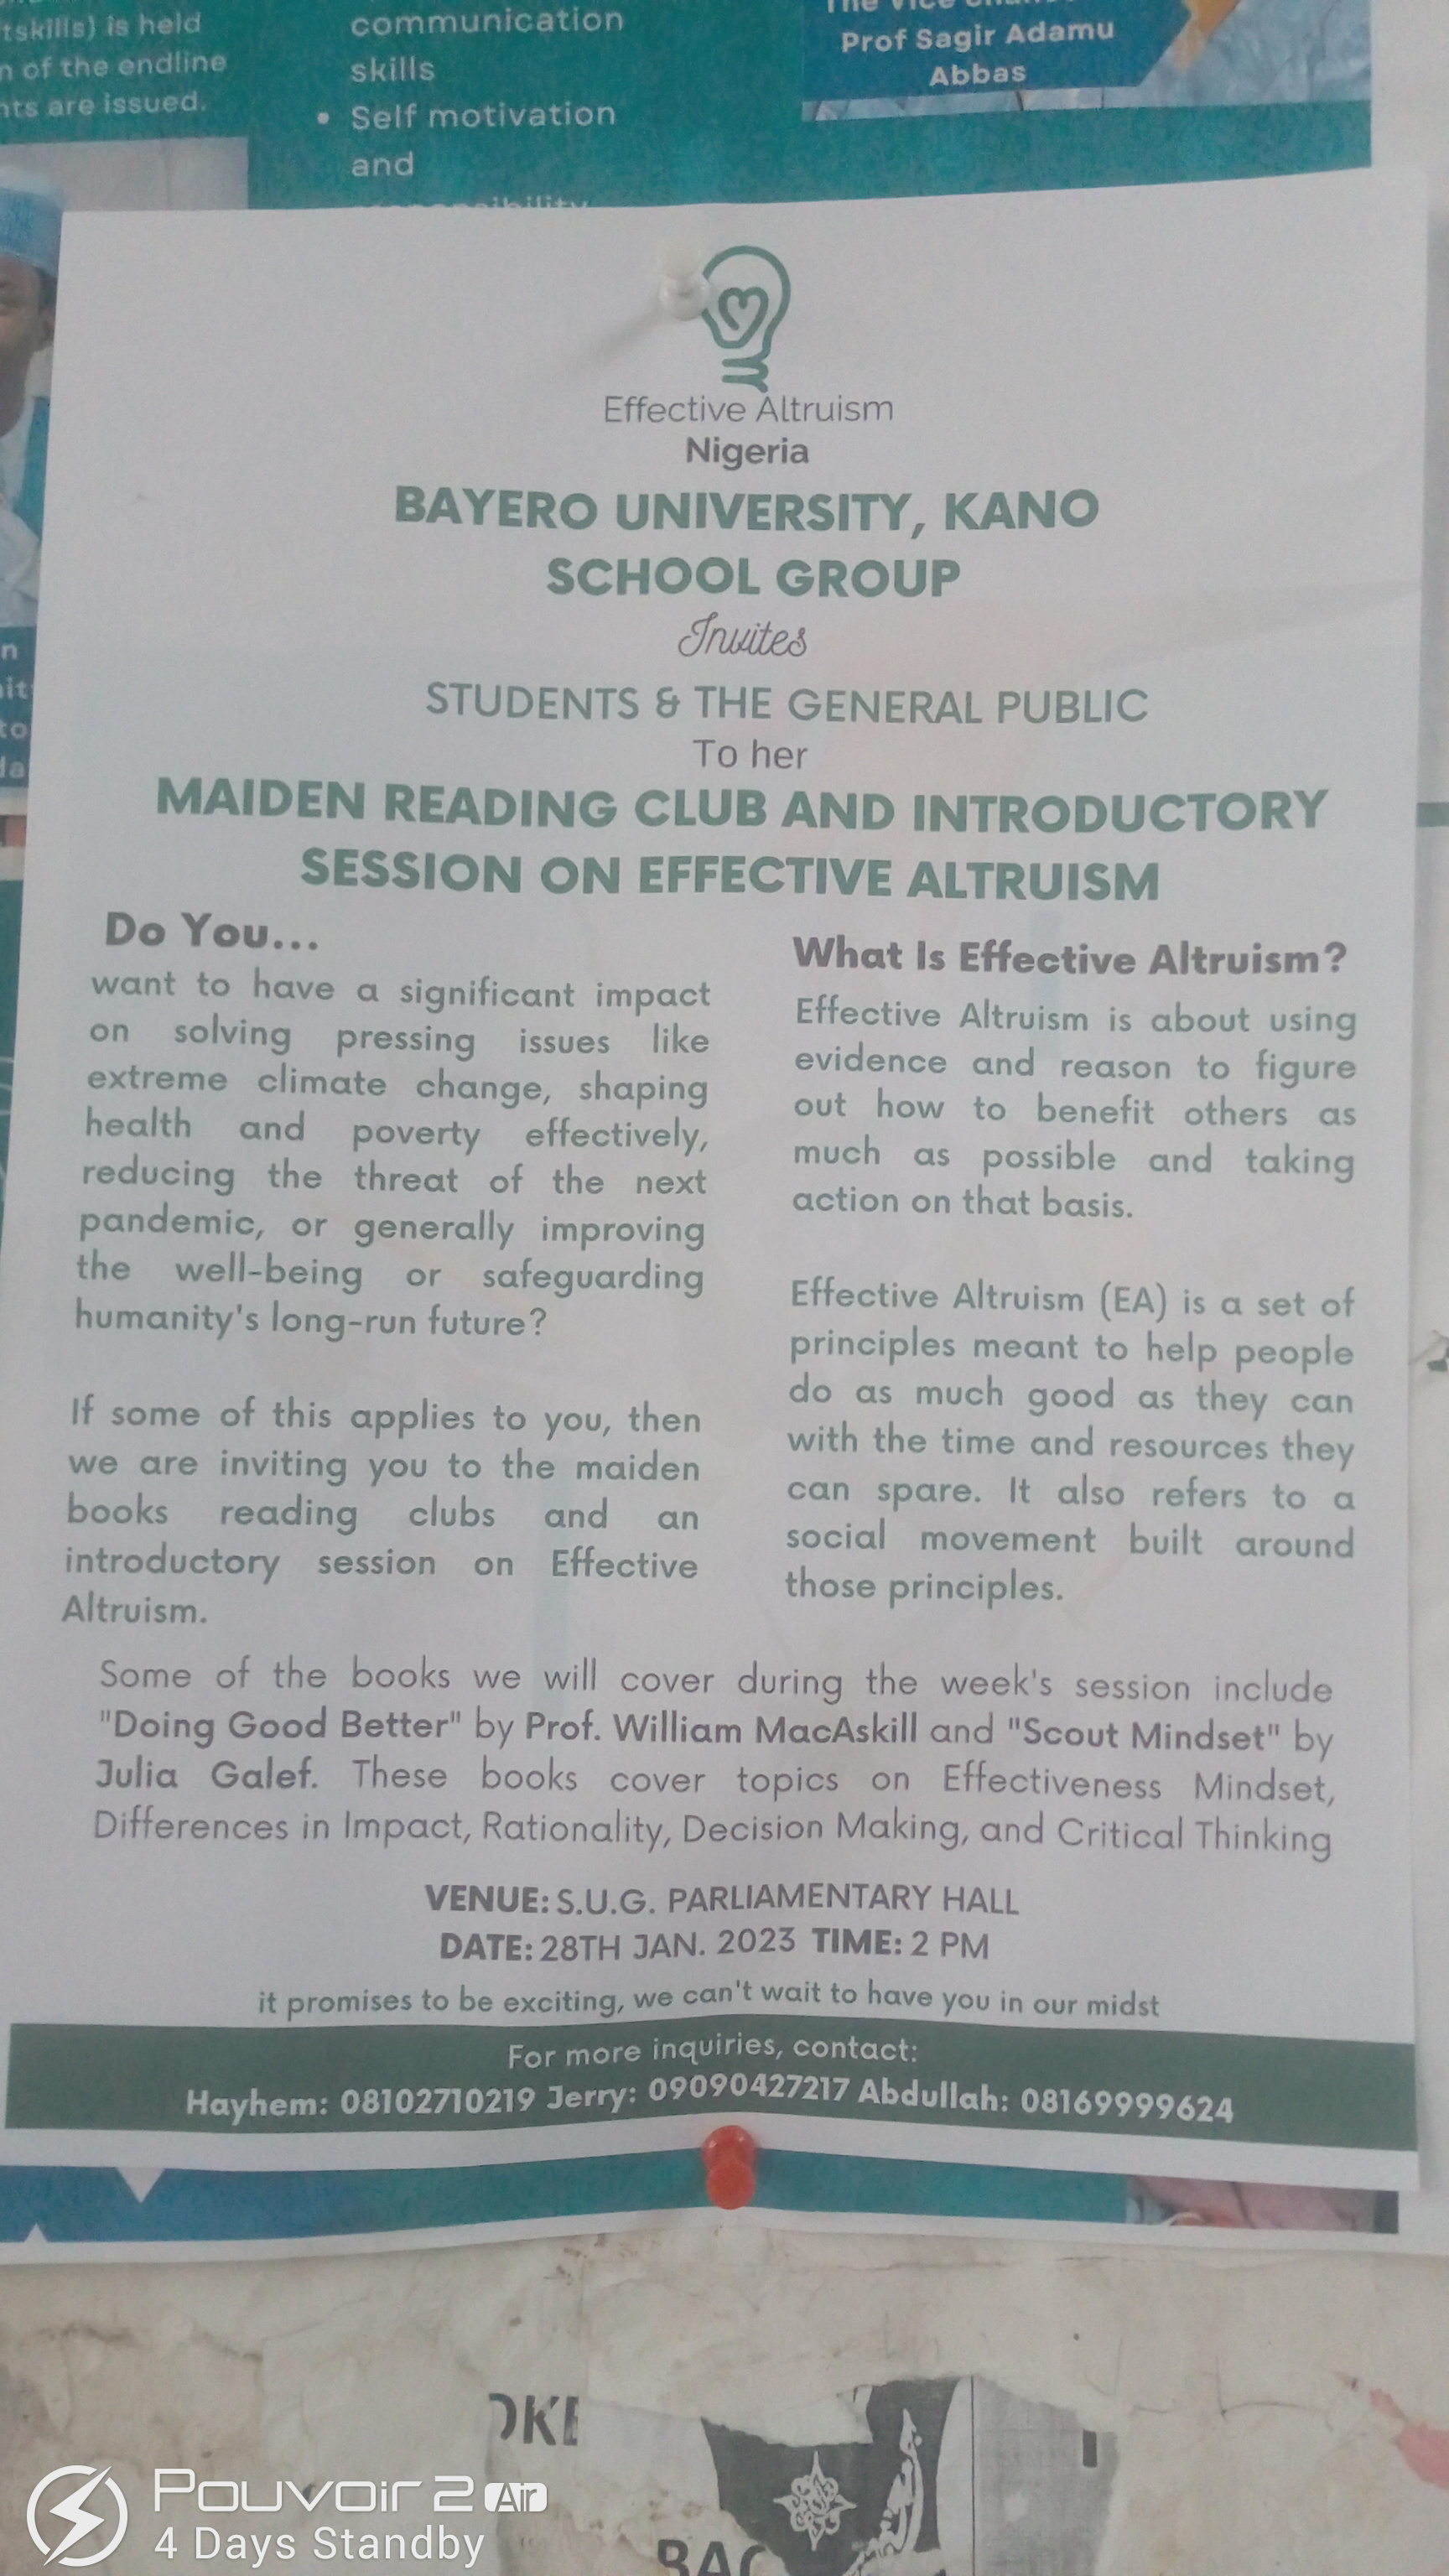 tskills) is held
n of the endline
nts are issued.
communication
skills
• Self motivation
and
The Vice
Prof Sagir Adamu
Abbas
Effective Altruism
Nigeria
BAYERO UNIVERSITY, KANO
SCHOOL GROUP
Invites
STUDENTS & THE GENERAL PUBLIC
To her
MAIDEN READING CLUB AND INTRODUCTORY
SESSION ON EFFECTIVE ALTRUISM
Do You...
want to have a significant impact
on solving pressing issues like
extreme climate change, shaping
health and poverty effectively,
reducing the threat of the next
pandemic, or generally improving
the well-being or safeguarding
humanity's long-run future?
If some of this applies to you, then
we are inviting you to the maiden
books reading clubs and an
introductory session on Effective
Altruism.
What Is Effective Altruism?
Effective Altruism is about using
evidence and reason to figure
out how to benefit others as
much as possible and taking
action on that basis.
Effective Altruism (EA) is a set of
principles meant to help people
do as much good as they can
with the time and resources they
can spare. It also refers to a
social movement built around
those principles.
Some of the books we will cover during the week's session include
"Doing Good Better" by Prof. William MacAskill and "Scout Mindset" by
Julia Galef. These books cover topics on Effectiveness Mindset,
Differences in Impact, Rationality, Decision Making, and Critical Thinking
VENUE: S.U.G. PARLIAMENTARY HALL
DATE: 28TH JAN. 2023 TIME: 2 PM
it promises to be exciting, we can't wait to have you in our midst
For more inquiries, contact:
Hayhem: 08102710219 Jerry: 09090427217 Abdullah: 08169999624
Pouvoir 2 Air
4 Days Standby